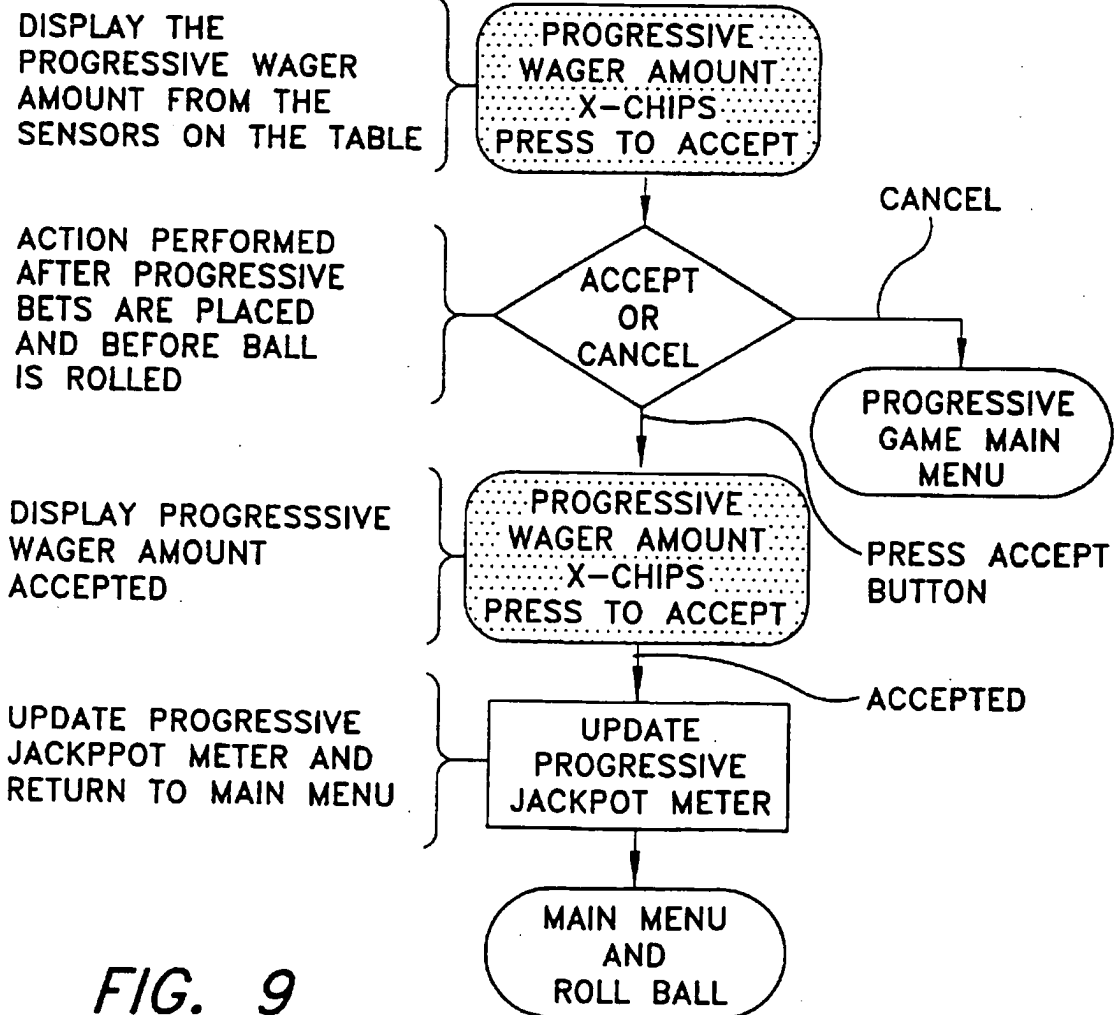 DISPLAY THE
PROGRESSIVE WAGER
AMOUNT FROM THE
SENSORS ON THE TABLE
PROGRESSIVE
WAGER AMOUNT
X-CHIPS
PRESS TO ACCEPT
ACTION PERFORMED
AFTER PROGRESSIVE
BETS ARE PLACED
AND BEFORE BALL
IS ROLLED
ACCEPT
OR
CANCEL
CANCEL
PROGRESSIVE
GAME MAIN
MENU
DISPLAY PROGRESSSIVE
WAGER AMOUNT
ACCEPTED
PROGRESSIVE
WAGER AMOUNT
X-CHIPS
PRESS TO ACCEPT
PRESS ACCEPT
BUTTON
ACCEPTED
UPDATE PROGRESSIVE
JACKPPOT METER AND
RETURN TO MAIN MENU
UPDATE
PROGRESSIVE
JACKPOT METER
MAIN MENU
AND
ROLL BALL
FIG. 9